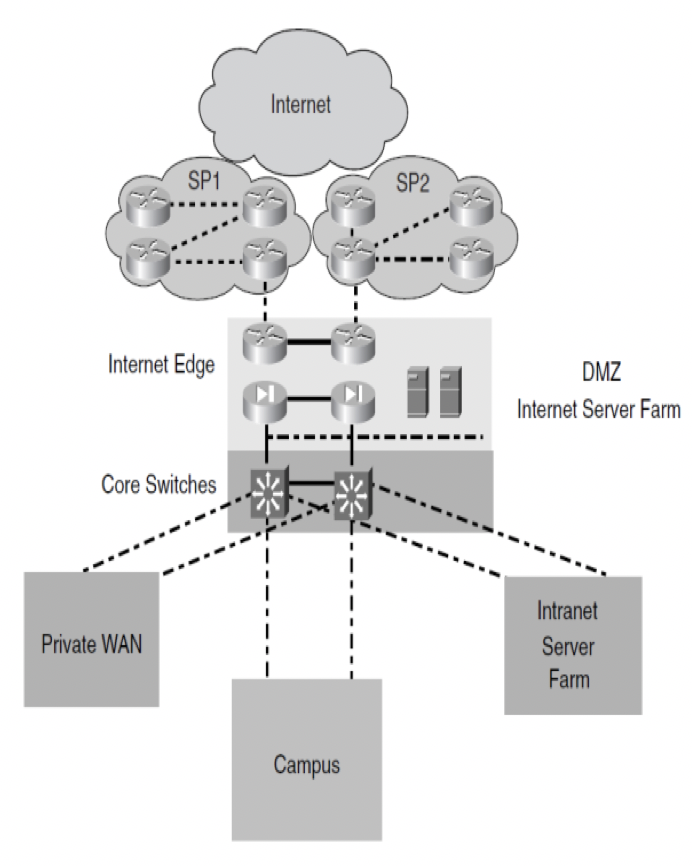 Internet
SP1
SP2
Internet Edge
DMZ
Internet Server Farm
Core Switches
Private WAN
Intranet
Server
Farm
Campus